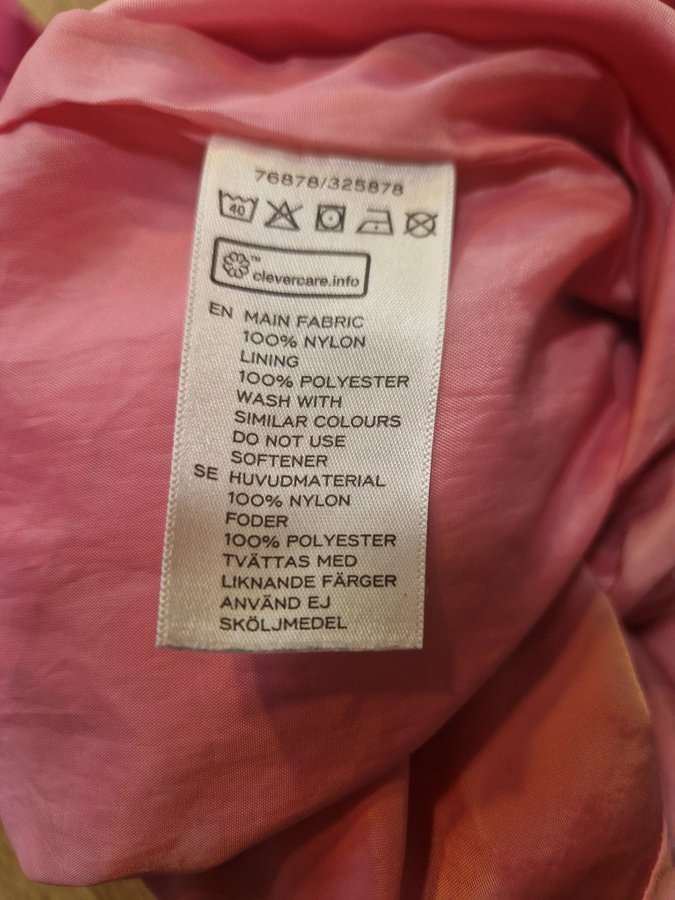 76878/325878
40
clevercare.info™
EN MAIN FABRIC
100% NYLON
LINING
100% POLYESTER
WASH WITH
SIMILAR COLOURS
DO NOT USE
SOFTENER
SE HUVUDMATERIAL
100% NYLON
FODER
100% POLYESTER
TVÄTTAS MED
LIKNANDE FÄRGER
ANVÄND EJ
SKÖLJMEDEL